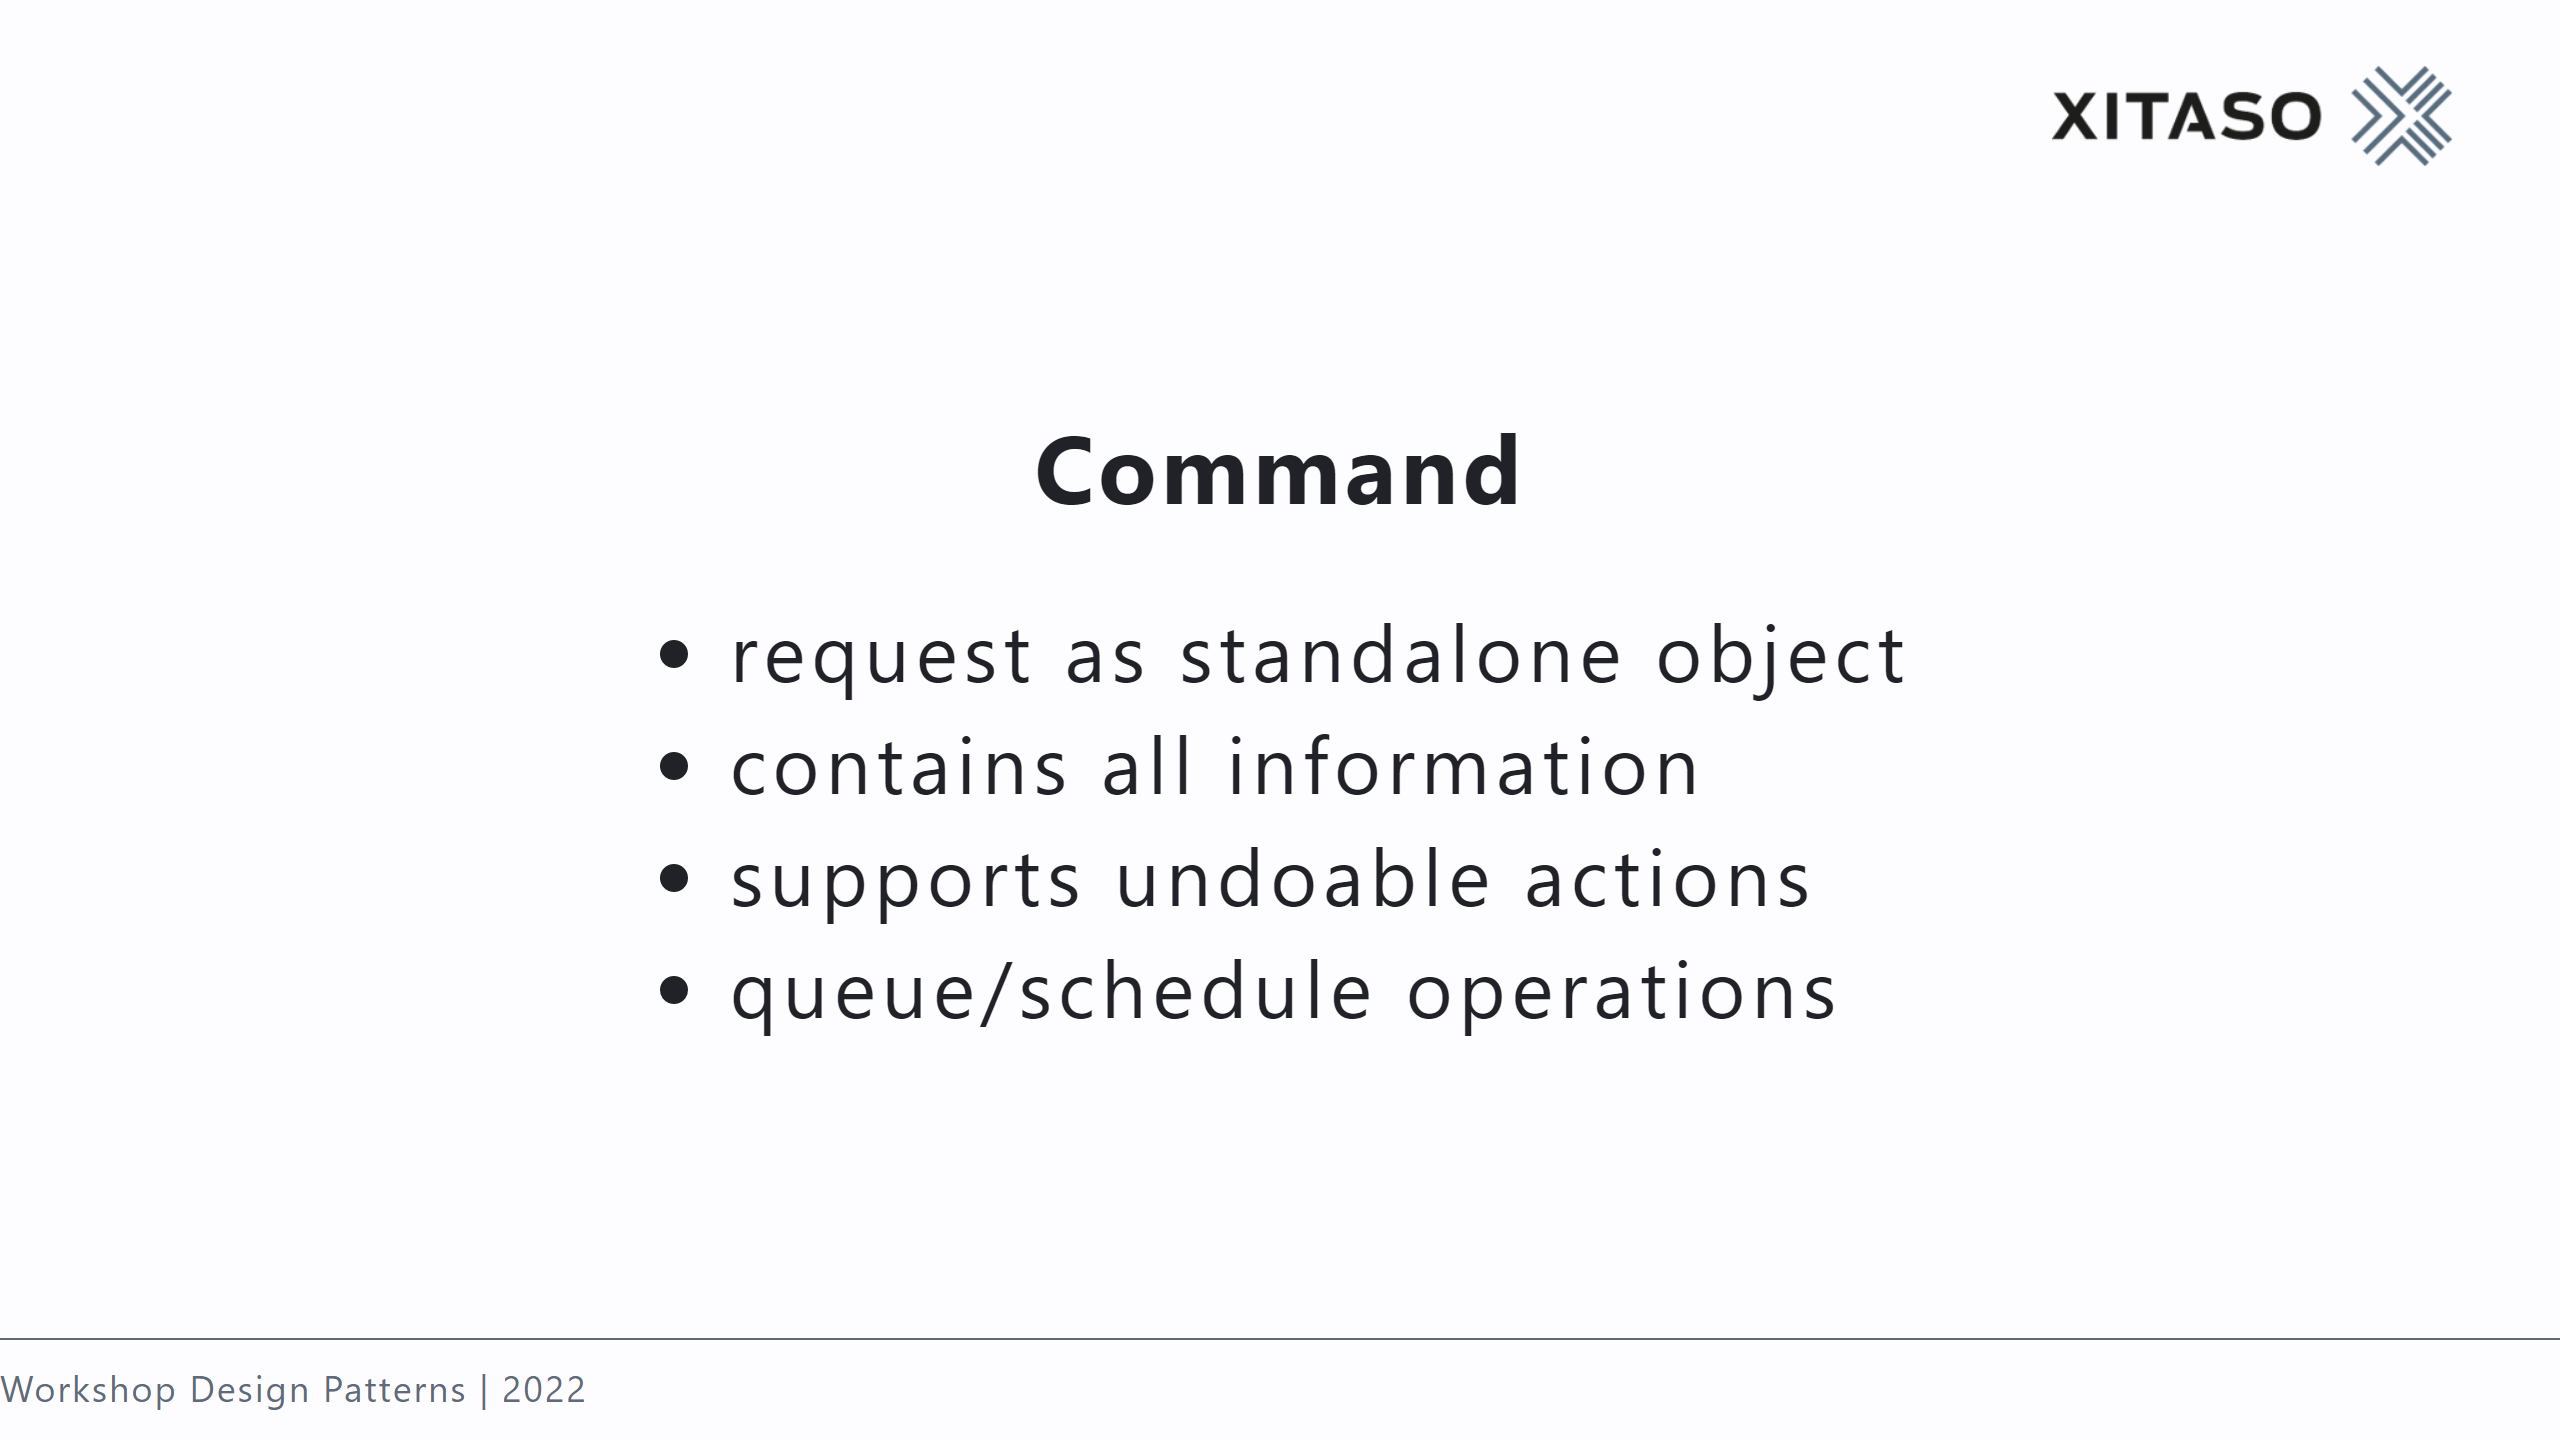 XITASO
Command
• request as standalone object
• contains all information
• supports undoable actions
• queue/schedule operations
Workshop Design Patterns | 2022